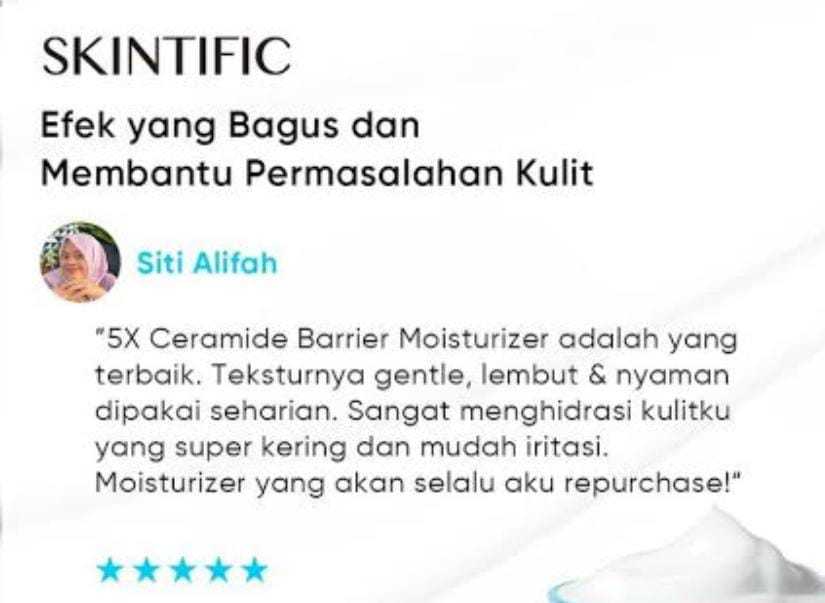 SKINTIFIC
Efek yang Bagus dan
Membantu Permasalahan Kulit
Siti Alifah
"5X Ceramide Barrier Moisturizer adalah yang
terbaik. Teksturnya gentle, lembut & nyaman
dipakai seharian. Sangat menghidrasi kulitku
yang super kering dan mudah iritasi.
Moisturizer yang akan selalu aku repurchase!"